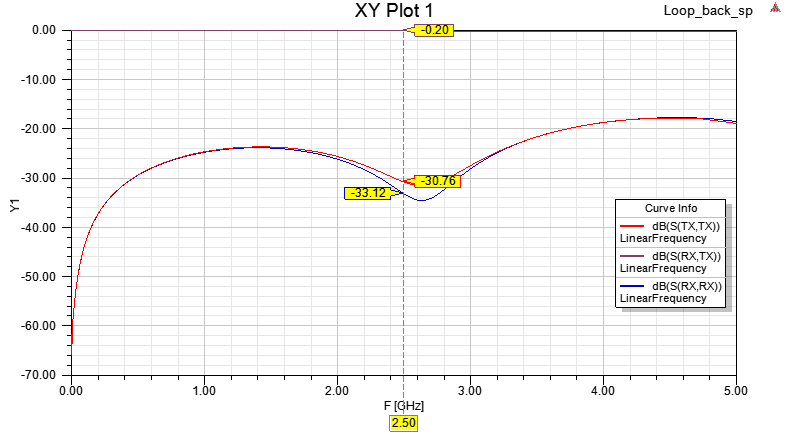 XY Plot 1
Loop_back_sp
0.00
-10.00
-20.00
-30.00
-40.00
-50.00
-60.00
-70.00
Y1
-0.20
-30.76
-33.12
Curve Info
dB(S(TX,TX))
LinearFrequency
dB(S(RX,TX))
LinearFrequency
dB(S(RX,RX))
LinearFrequency
0.00 1.00 2.00 3.00 4.00 5.00
F [GHz]
2.50